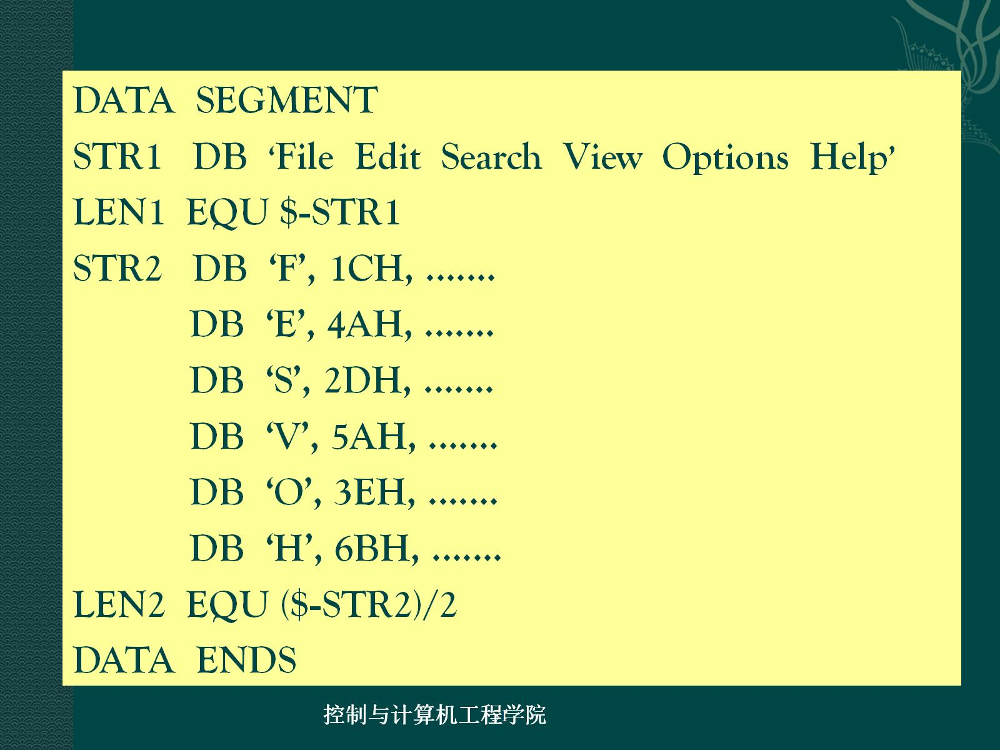 DATA SEGMENT
STR1 DB ‘File Edit Search View Options Help’
LEN1 EQU $-STR1
STR2 DB ‘F’, 1CH, .......
DB ‘E’, 4AH, .......
DB ‘S’, 2DH, .......
DB ‘V’, 5AH, .......
DB ‘O’, 3EH, .......
DB ‘H’, 6BH, .......
LEN2 EQU ($-STR2)/2
DATA ENDS
控制与计算机工程学院